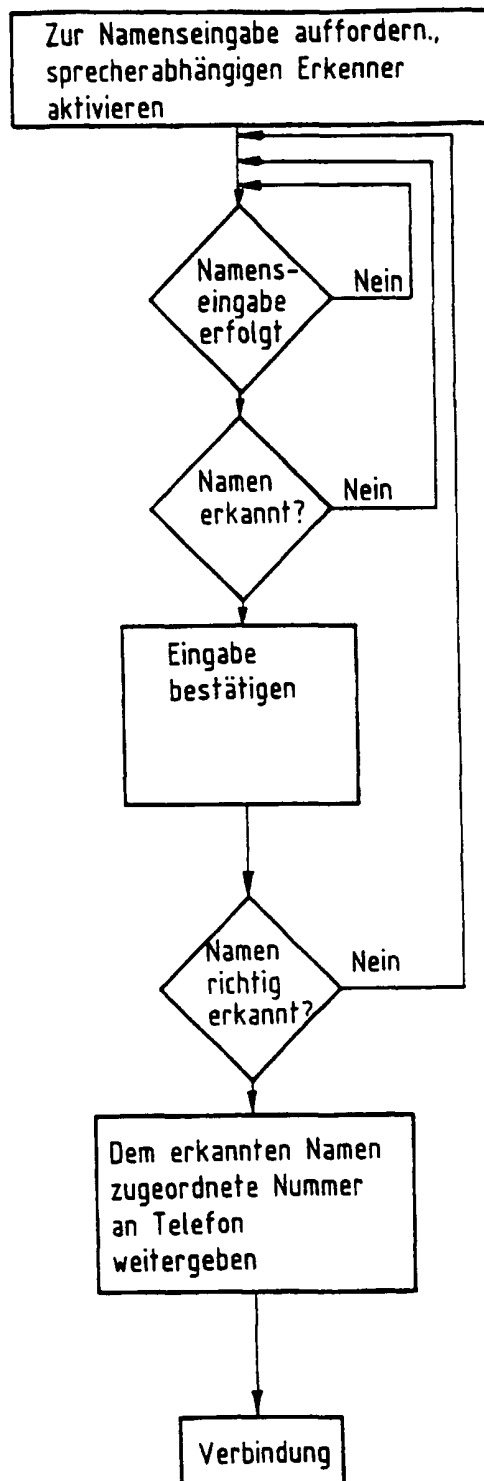 Zur Namenseingabe auffordern.,
sprecherabhängigen Erkenner
aktivieren
Namens-
eingabe
erfolgt
Nein
Namen
erkannt?
Nein
Eingabe
bestätigen
Namen
richtig
erkannt?
Nein
Dem erkannten Namen
zugeordnete Nummer
an Telefon
weitergeben
Verbindung